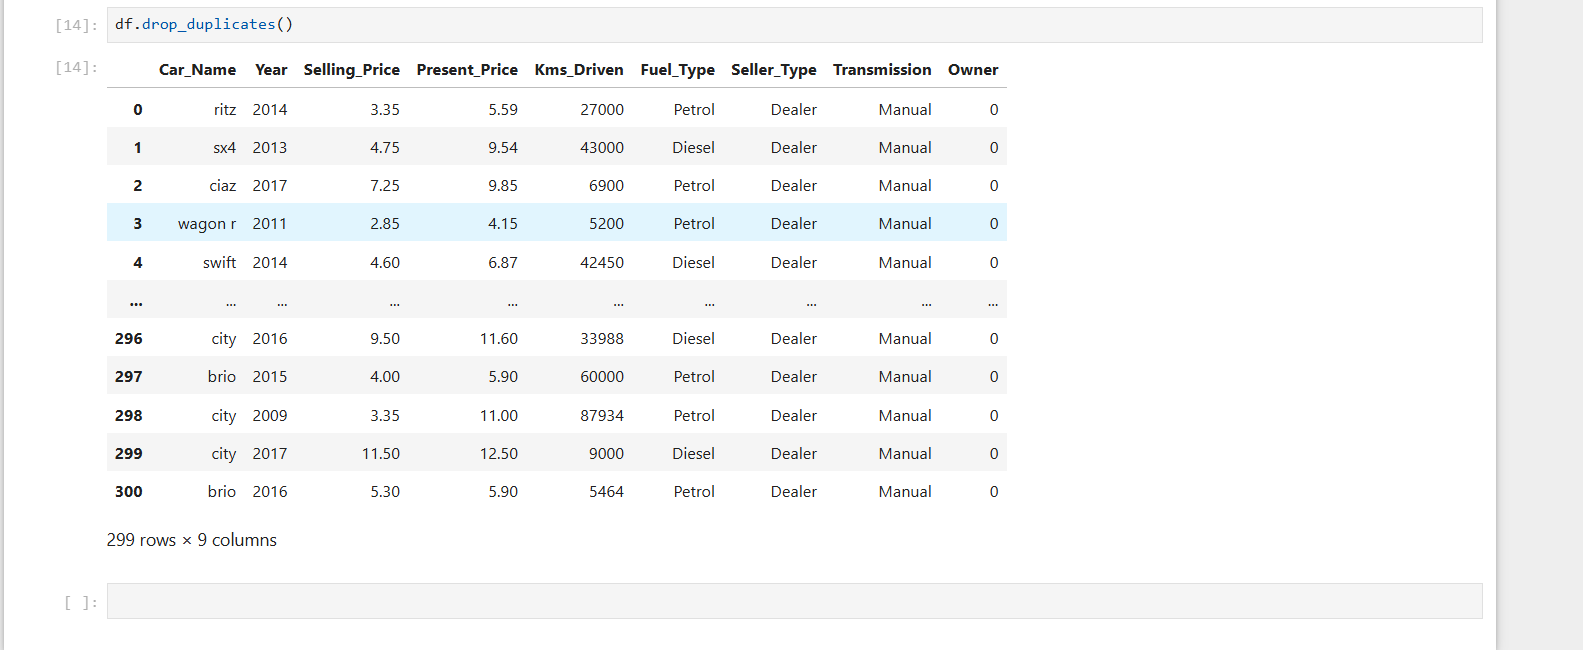 [14]: df.drop_duplicates()
[14]: Car_Name Year Selling_Price Present_Price Kms_Driven Fuel_Type Seller_Type Transmission Owner
0 ritz 2014 3.35 5.59 27000 Petrol Dealer Manual 0
1 sx4 2013 4.75 9.54 43000 Diesel Dealer Manual 0
2 ciaz 2017 7.25 9.85 6900 Petrol Dealer Manual 0
3 wagon r 2011 2.85 4.15 5200 Petrol Dealer Manual 0
4 swift 2014 4.60 6.87 42450 Diesel Dealer Manual 0
... ... ... ... ... ... ... ... ... ...
296 city 2016 9.50 11.60 33988 Diesel Dealer Manual 0
297 brio 2015 4.00 5.90 60000 Petrol Dealer Manual 0
298 city 2009 3.35 11.00 87934 Petrol Dealer Manual 0
299 city 2017 11.50 12.50 9000 Diesel Dealer Manual 0
300 brio 2016 5.30 5.90 5464 Petrol Dealer Manual 0
299 rows × 9 columns
[ ]: